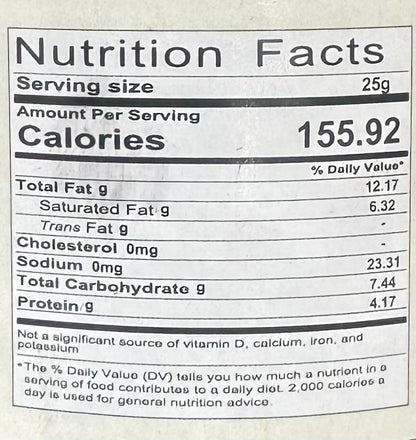 Nutrition Facts
Serving size 25g
Amount Per Serving
Calories 155.92
% Daily Value*
Total Fat g 12.17
Saturated Fat g 6.32
Trans Fat g -
Cholesterol 0mg -
Sodium 0mg 23.31
Total Carbohydrate g 7.44
Protein g 4.17
Not a significant source of vitamin D, calcium, iron, and
potassium
*The % Daily Value (DV) tells you how much a nutrient in a
serving of food contributes to a daily diet. 2,000 calories a
day is used for general nutrition advice.